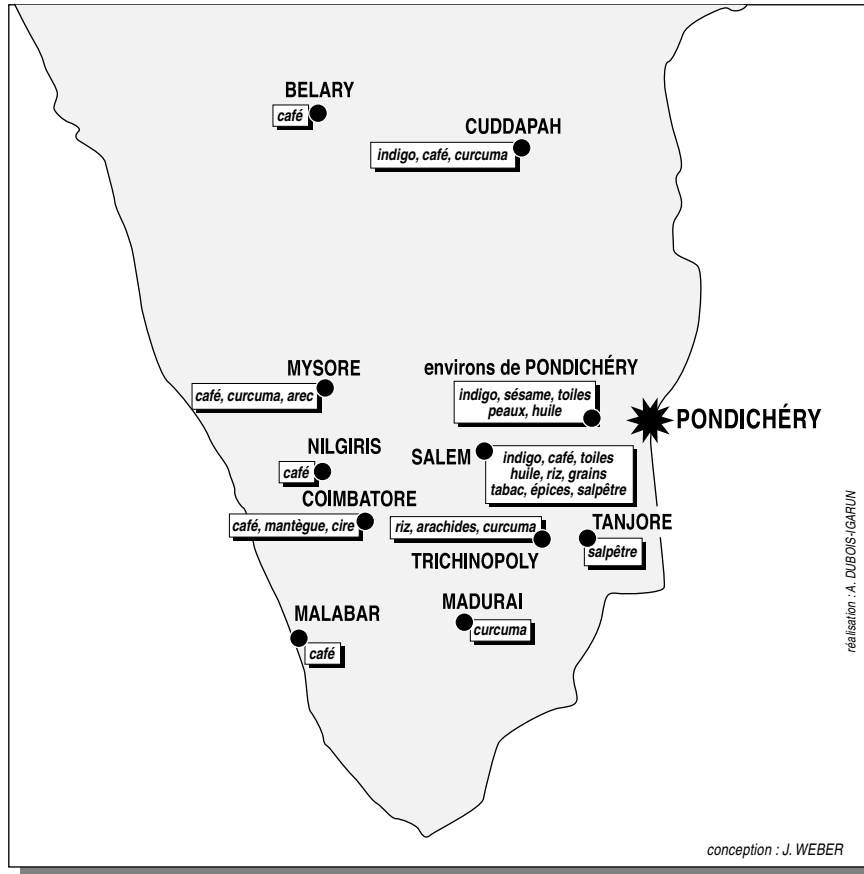 BELARY
café
CUDDAPAH
indigo, café, curcuma
MYSORE
café, curcuma, arec
environs de PONDICHÉRY
indigo, sésame, toiles
peaux, huile
PONDICHÉRY
NILGIRIS
café
SALEM
indigo, café, toiles
huile, riz, grains
tabac, épices, salpêtre
COIMBATORE
café, mantègue, cire
riz, arachides, curcuma
TRICHINOPOLY
TANJORE
salpêtre
MALABAR
café
MADURAI
curcuma
réalisation : A. DUBOIS-IGARUN
conception : J. WEBER